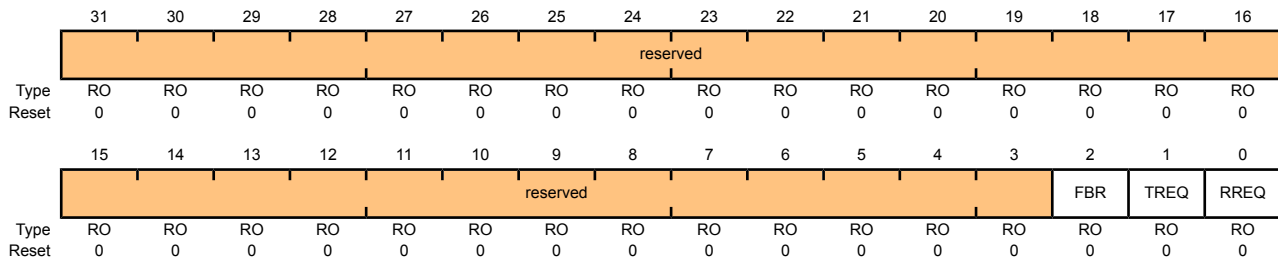 31 30 29 28 27 26 25 24 23 22 21 20 19 18 17 16
reserved
Type RO RO RO RO RO RO RO RO RO RO RO RO RO RO RO RO
Reset 0 0 0 0 0 0 0 0 0 0 0 0 0 0 0 0
15 14 13 12 11 10 9 8 7 6 5 4 3 2 1 0
reserved FBR TREQ RREQ
Type RO RO RO RO RO RO RO RO RO RO RO RO RO RO RO RO
Reset 0 0 0 0 0 0 0 0 0 0 0 0 0 0 0 0